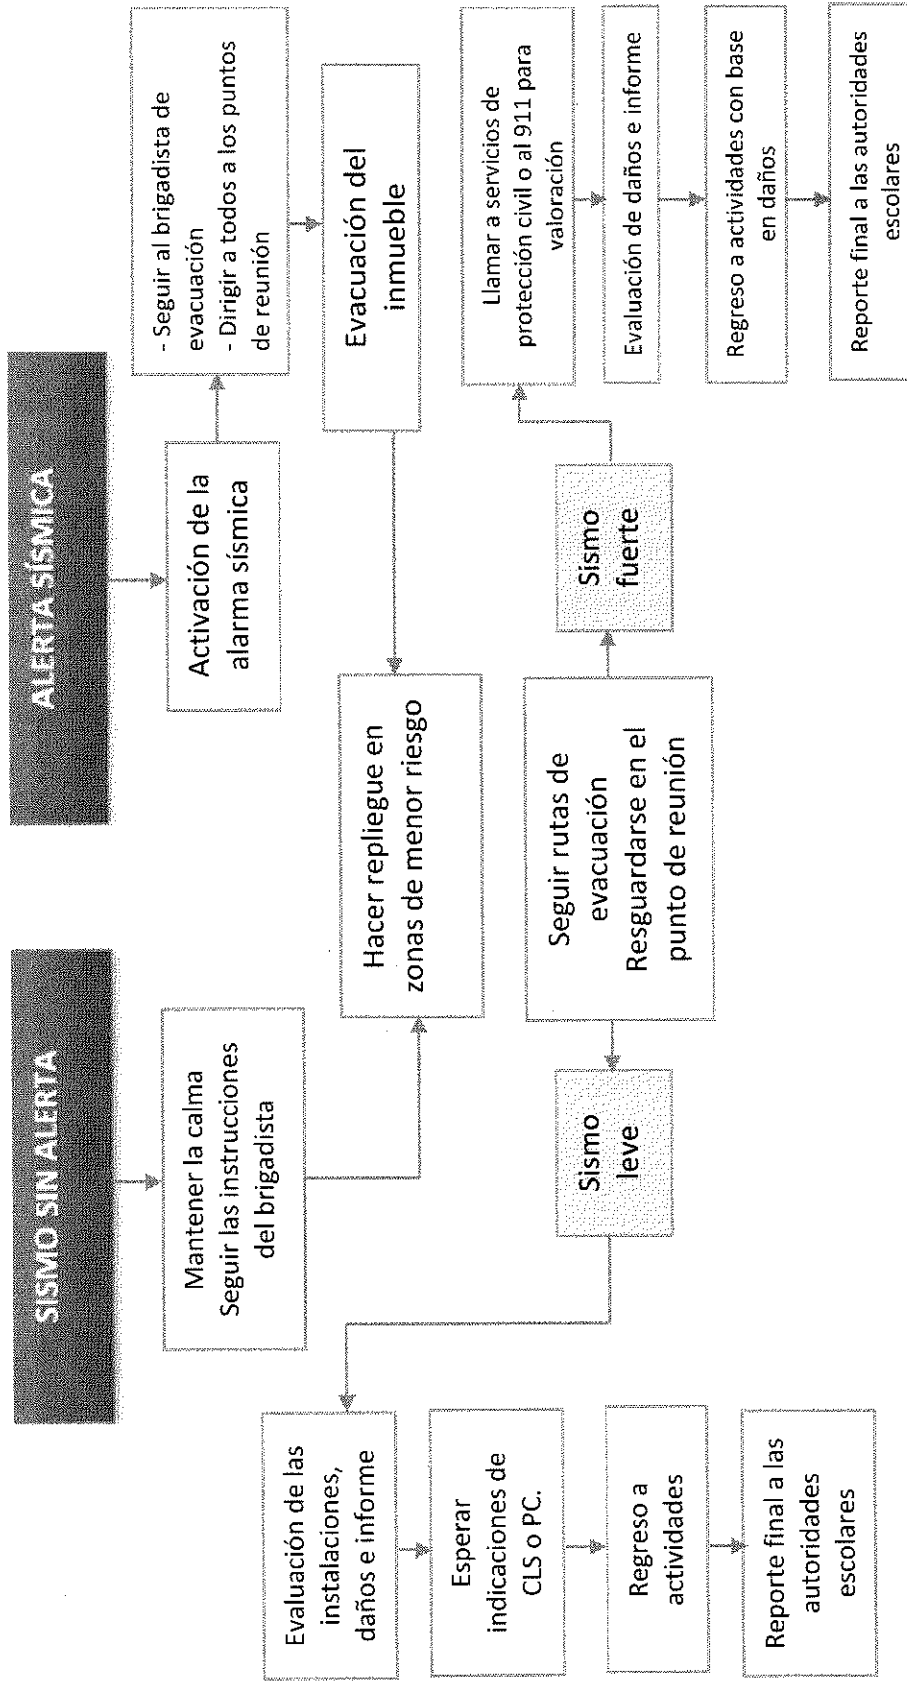 SISMO SIN ALERTA
ALERTA SÍSMICA
Mantener la calma
Seguir las instrucciones
del brigadista
Activación de la
alarma sísmica
- Seguir al brigadista de
evacuación
- Dirigir a todos a los puntos
de reunión
Evacuación del
inmueble
Hacer repliegue en
zonas de menor riesgo
Seguir rutas de
evacuación
Resguardarse en el
punto de reunión
Sismo
leve
Sismo
fuerte
Evaluación de las
instalaciones,
daños e informe
Esperar
indicaciones de
CLS o PC.
Regreso a
actividades
Reporte final a las
autoridades
escolares
Llamar a servicios de
protección civil o al 911 para
valoración
Evaluación de daños e informe
Regreso a actividades con base
en daños
Reporte final a las autoridades
escolares